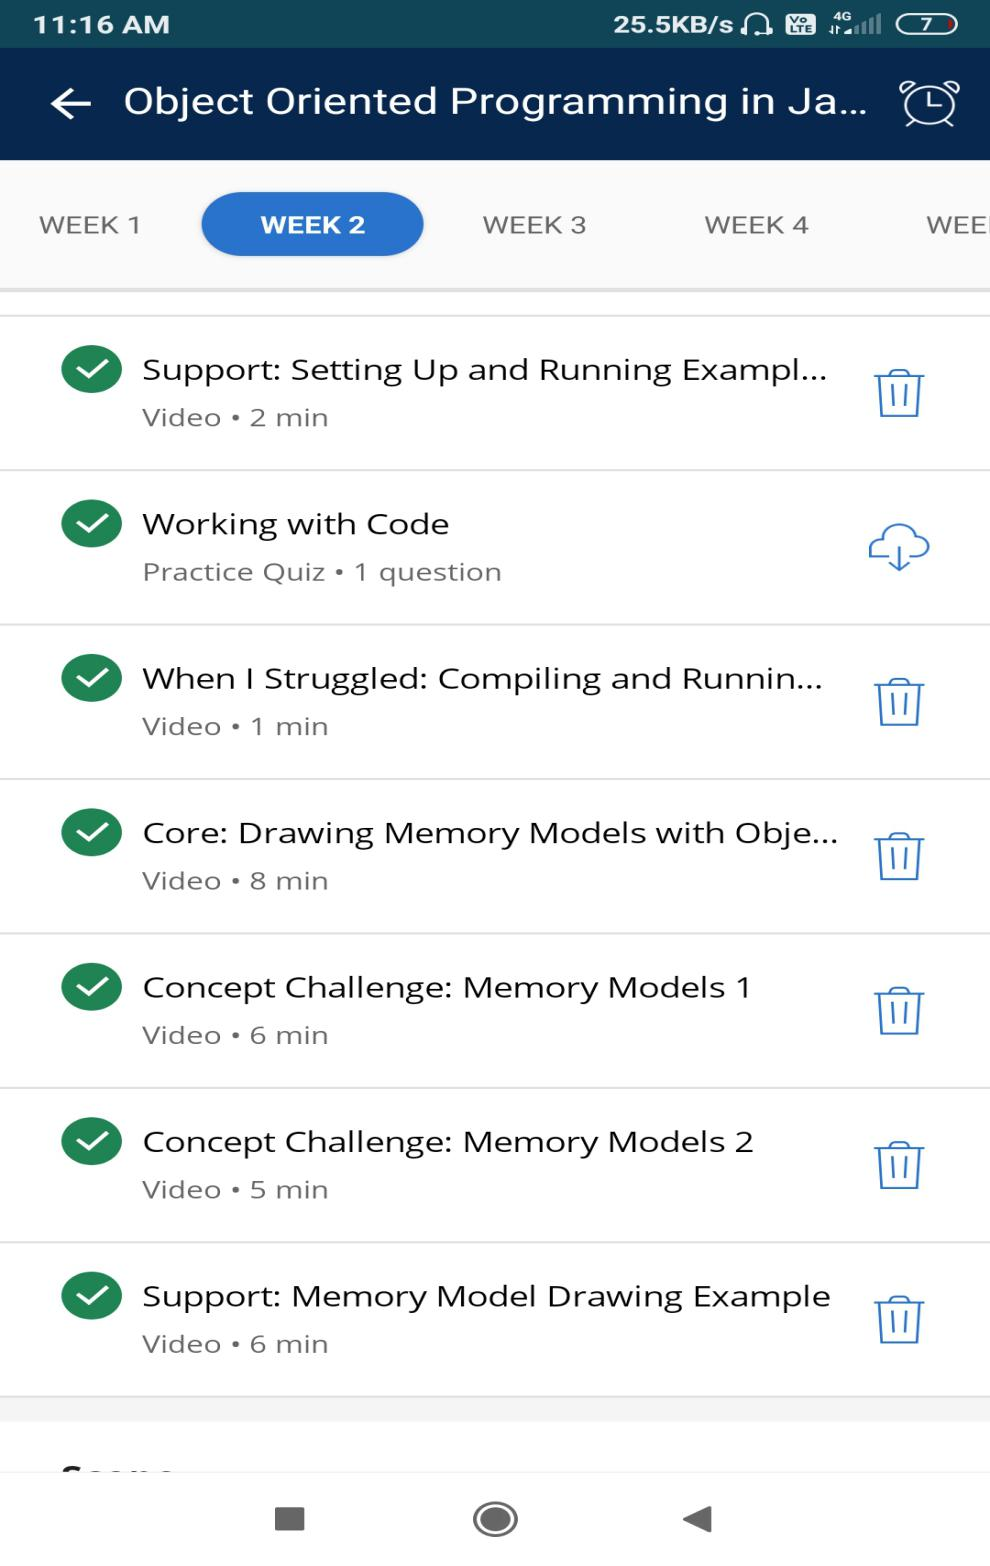 11:16 AM
25.5KB/s Vo LTE 4G 7
Object Oriented Programming in Ja...
WEEK 1 WEEK 2 WEEK 3 WEEK 4 WEE
Support: Setting Up and Running Exampl...
Video • 2 min
Working with Code
Practice Quiz • 1 question
When I Struggled: Compiling and Runnin...
Video • 1 min
Core: Drawing Memory Models with Obje...
Video • 8 min
Concept Challenge: Memory Models 1
Video • 6 min
Concept Challenge: Memory Models 2
Video • 5 min
Support: Memory Model Drawing Example
Video • 6 min